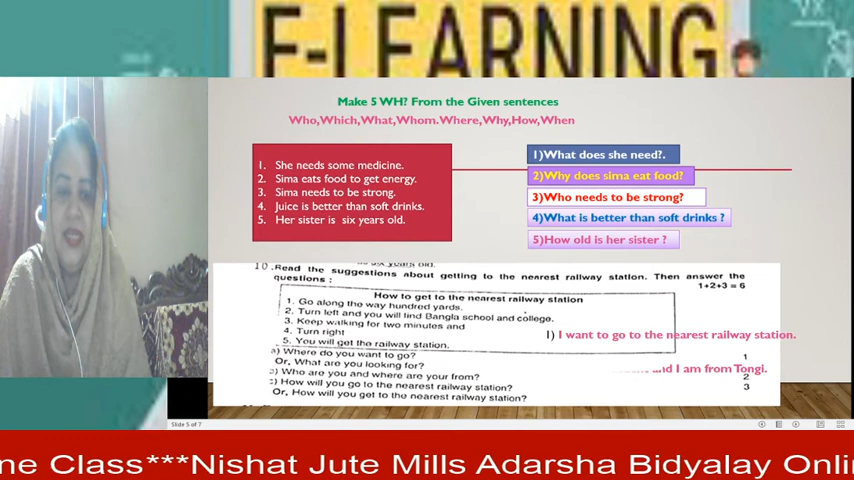 E-LEARNING
Make 5 WH? From the Given sentences
Who,Which,What,Whom.Where,Why,How,When
1. She needs some medicine.
2. Sima eats food to get energy.
3. Sima needs to be strong.
4. Juice is better than soft drinks.
5. Her sister is six years old.
1)What does she need?.
2)Why does sima eat food?
3)Who needs to be strong?
4)What is better than soft drinks ?
5)How old is her sister ?
10.Read the suggestions about getting to the nearest railway station. Then answer the
questions :
1+2+3 = 6
How to get to the nearest railway station
1. Go along the way hundred yards.
2. Turn left and you will find Bangla school and college.
3. Keep walking for two minutes and
4. Turn right
5. You will get the railway station.
1) I want to go to the nearest railway station.
a) Where do you want to go? 1
Or, What are you looking for?
and I am from Tongi.
b) Who are you and where are your from? 2
c) How will you go to the nearest railway station? 3
Or, How will you get to the nearest railway station?
Slide 5 of 7
ne Class***Nishat Jute Mills Adarsha Bidyalay Onli